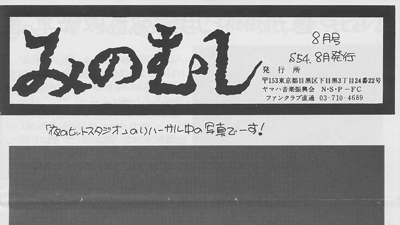 みのむし
8月号
S54. 8月発行
発行所
〒153東京都目黒区下目黒3丁目24番22号
ヤマハ音楽振興会 N・S・P-FC
ファンクラブ直通 03-710-4689
「夜のヒットスタジオ」のリハーサル中の写真でーす!